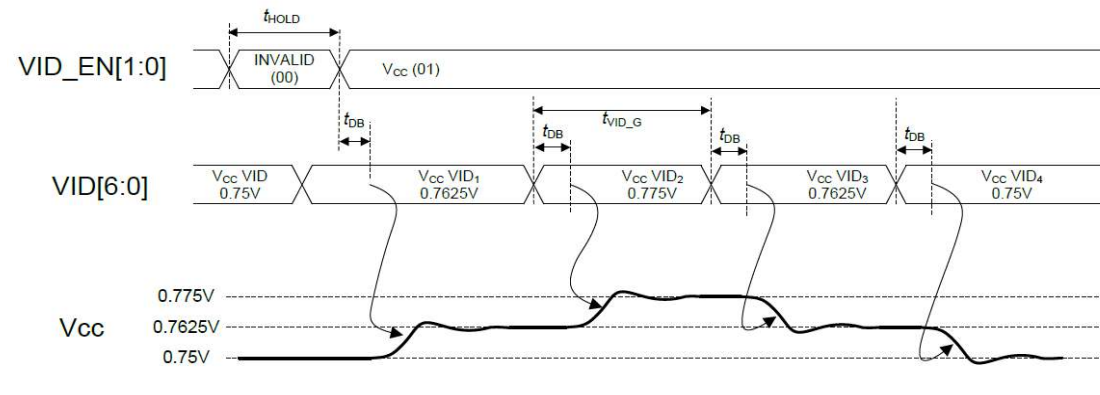 tHOLD
VID_EN[1:0]
INVALID
(00)
VCC (01)
tDB
tDB
tVID_G
tDB
tDB
VID[6:0]
VCC VID
0.75V
VCC VID1
0.7625V
VCC VID2
0.775V
VCC VID3
0.7625V
VCC VID4
0.75V
Vcc
0.775V
0.7625V
0.75V